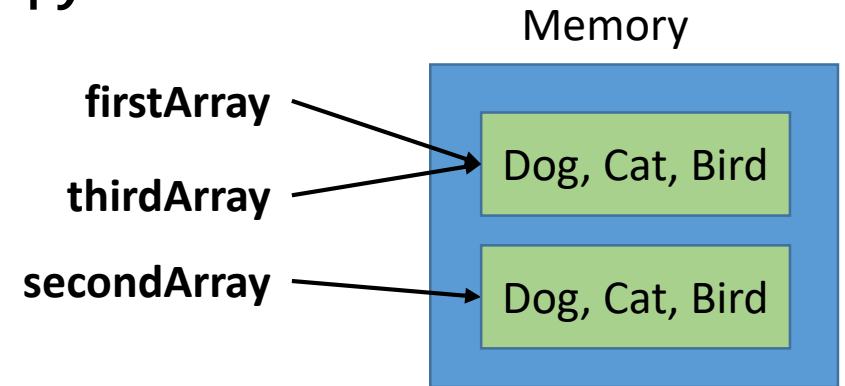 Memory
firstArray
Dog, Cat, Bird
thirdArray
secondArray
Dog, Cat, Bird